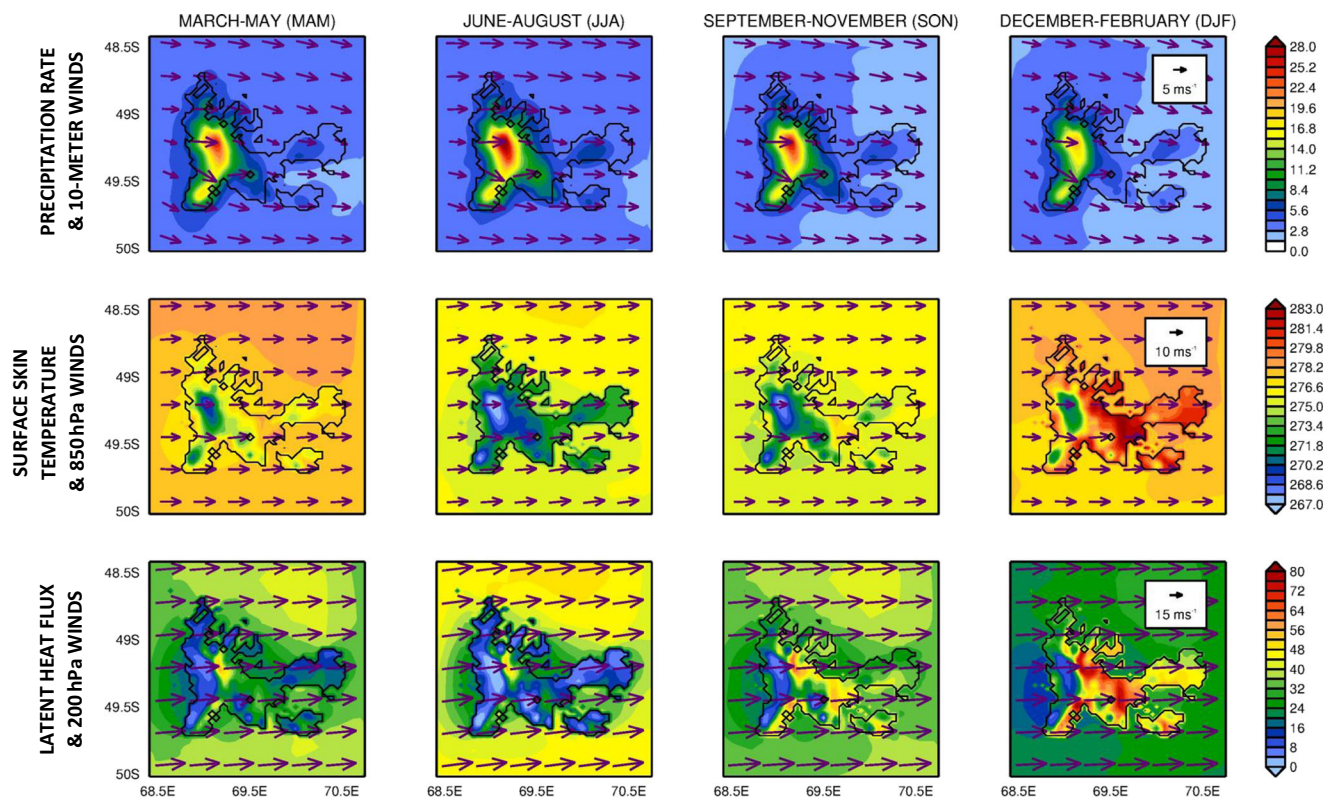 MARCH-MAY (MAM)
JUNE-AUGUST (JJA)
SEPTEMBER-NOVEMBER (SON)
DECEMBER-FEBRUARY (DJF)
PRECIPITATION RATE
& 10-METER WINDS
48.5S
49S
49.5S
50S
5 ms⁻¹
28.0
25.2
22.4
19.6
16.8
14.0
11.2
8.4
5.6
2.8
0.0
SURFACE SKIN
TEMPERATURE
& 850hPa WINDS
48.5S
49S
49.5S
50S
10 ms⁻¹
283.0
281.4
279.8
278.2
276.6
275.0
273.4
271.8
270.2
268.6
267.0
LATENT HEAT FLUX
& 200hPa WINDS
48.5S
49S
49.5S
50S
15 ms⁻¹
80
72
64
56
48
40
32
24
16
8
0
68.5E 69.5E 70.5E
68.5E 69.5E 70.5E
68.5E 69.5E 70.5E
68.5E 69.5E 70.5E